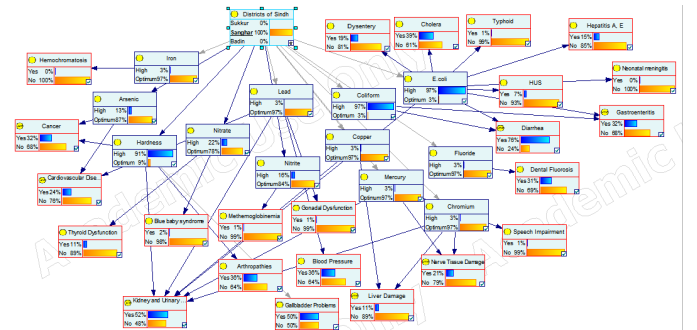 Districts of Sindh
Sukkur 0%
Sanghar 100%
Badin 0%
Dysentery
Yes 19%
No 81%
Cholera
Yes 39%
No 61%
Typhoid
Yes 1%
No 99%
Hepatitis A, E
Yes 15%
No 85%
Hemochromatosis
Yes 0%
No 100%
Iron
High 3%
Optimum 97%
Lead
High 3%
Optimum 97%
Coliform
High 97%
Optimum 3%
E.coli
High 97%
Optimum 3%
HUS
Yes 7%
No 93%
Neonatal meningitis
Yes 0%
No 100%
Arsenic
High 13%
Optimum 87%
Cancer
Yes 32%
No 68%
Hardness
High 91%
Optimum 9%
Nitrate
High 22%
Optimum 78%
Copper
High 3%
Optimum 97%
Diarrhea
Yes 76%
No 24%
Gastroenteritis
Yes 32%
No 68%
Cardiovascular Dise...
Yes 24%
No 76%
Nitrite
High 16%
Optimum 84%
Mercury
High 3%
Optimum 97%
Fluoride
High 3%
Optimum 97%
Dental Fluorosis
Yes 31%
No 69%
Thyroid Dysfunction
Yes 11%
No 89%
Blue baby syndrome
Yes 2%
No 98%
Methemoglobinemia
Yes 1%
No 99%
Gonadal Dysfunction
Yes 1%
No 99%
Chromium
High 3%
Optimum 97%
Speech Impairment
Yes 1%
No 99%
Arthropathies
Yes 36%
No 64%
Blood Pressure
Yes 36%
No 64%
Nerve Tissue Damage
Yes 21%
No 79%
Kidney and Urinary ...
Yes 52%
No 48%
Gallbladder Problems
Yes 50%
No 50%
Liver Damage
Yes 11%
No 89%